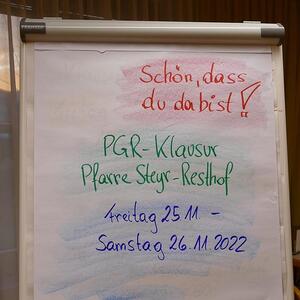 Schön, dass
du da bist!
PGR-Klausur
Pfarre Steyr-Resthof
Freitag 25.11. –
Samstag 26.11.2022